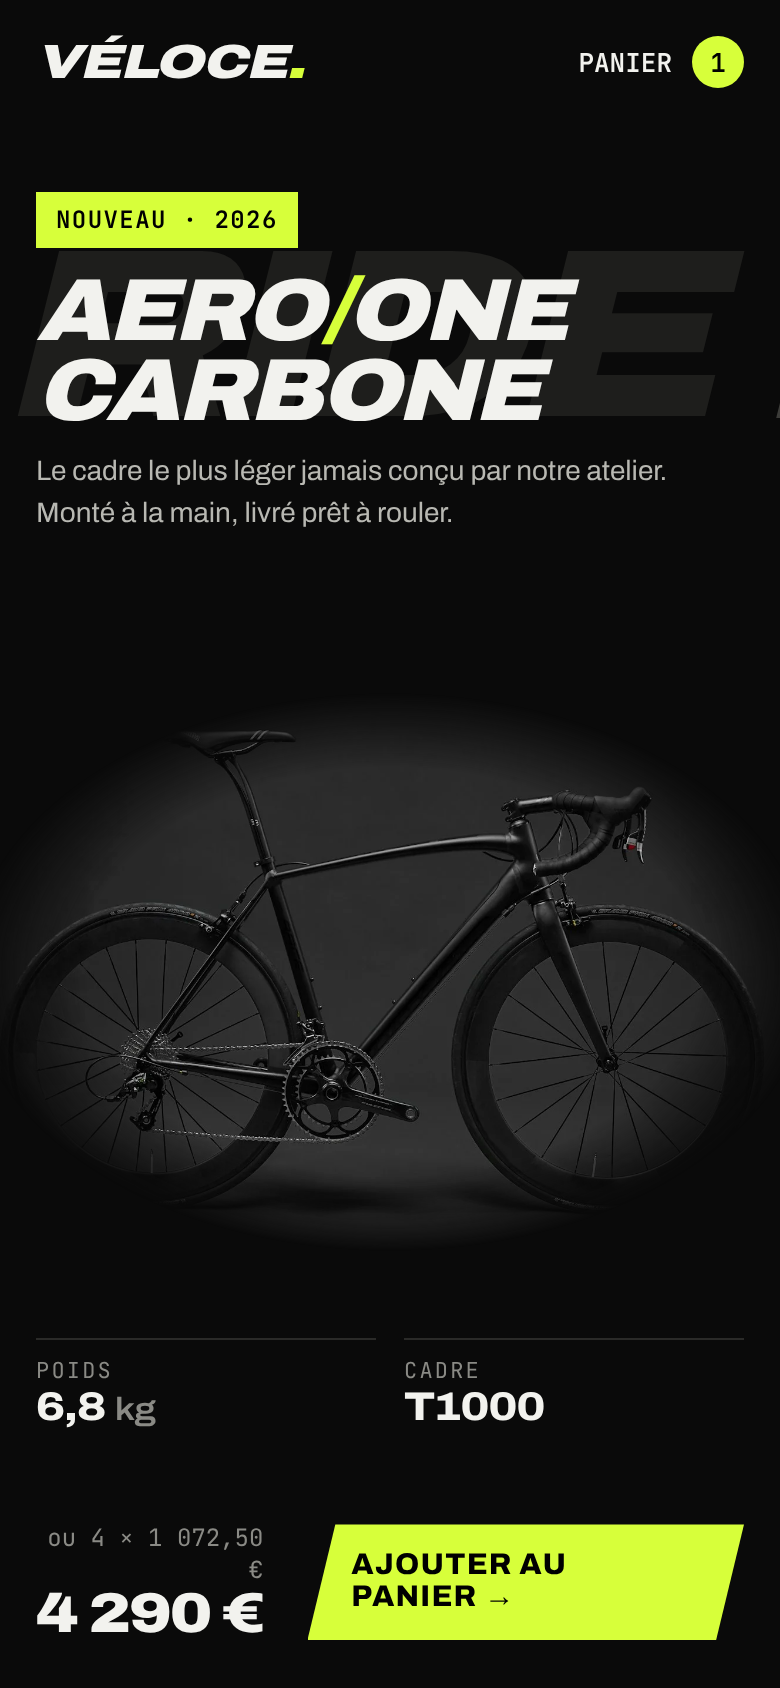 VÉLOCE.
PANIER 1
NOUVEAU · 2026
RIDE
AERO/ONE
CARBONE
Le cadre le plus léger jamais conçu par notre atelier.
Monté à la main, livré prêt à rouler.
POIDS
6,8 kg
CADRE
T1000
ou 4 × 1 072,50
€
4 290 €
AJOUTER AU
PANIER →